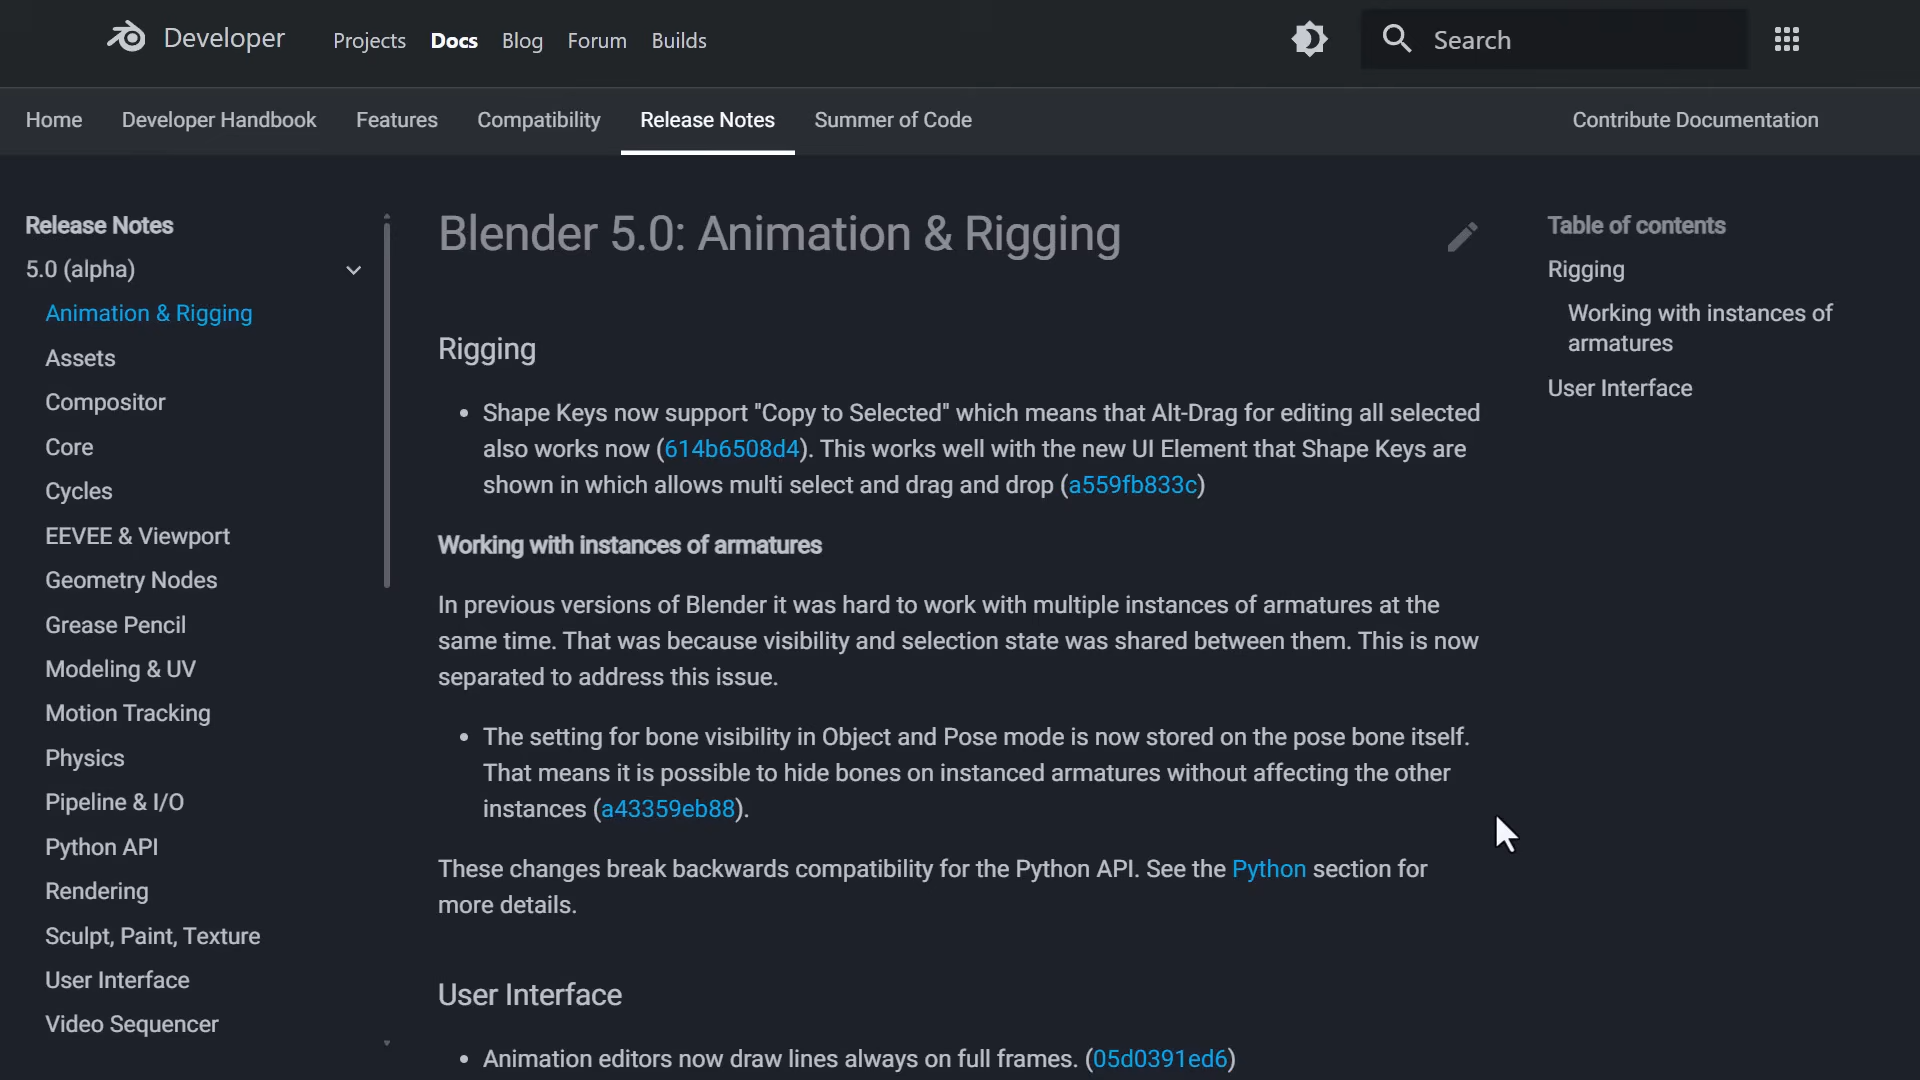 Developer Projects Docs Blog Forum Builds Search
Home Developer Handbook Features Compatibility Release Notes Summer of Code Contribute Documentation
Release Notes
5.0 (alpha)
Animation & Rigging
Assets
Compositor
Core
Cycles
EEVEE & Viewport
Geometry Nodes
Grease Pencil
Modeling & UV
Motion Tracking
Physics
Pipeline & I/O
Python API
Rendering
Sculpt, Paint, Texture
User Interface
Video Sequencer
Blender 5.0: Animation & Rigging
Rigging
• Shape Keys now support "Copy to Selected" which means that Alt-Drag for editing all selected
also works now (614b6508d4). This works well with the new UI Element that Shape Keys are
shown in which allows multi select and drag and drop (a559fb833c)
Working with instances of armatures
In previous versions of Blender it was hard to work with multiple instances of armatures at the
same time. That was because visibility and selection state was shared between them. This is now
separated to address this issue.
• The setting for bone visibility in Object and Pose mode is now stored on the pose bone itself.
That means it is possible to hide bones on instanced armatures without affecting the other
instances (a43359eb88).
These changes break backwards compatibility for the Python API. See the Python section for
more details.
User Interface
• Animation editors now draw lines always on full frames. (05d0391ed6)
Table of contents
Rigging
Working with instances of
armatures
User Interface